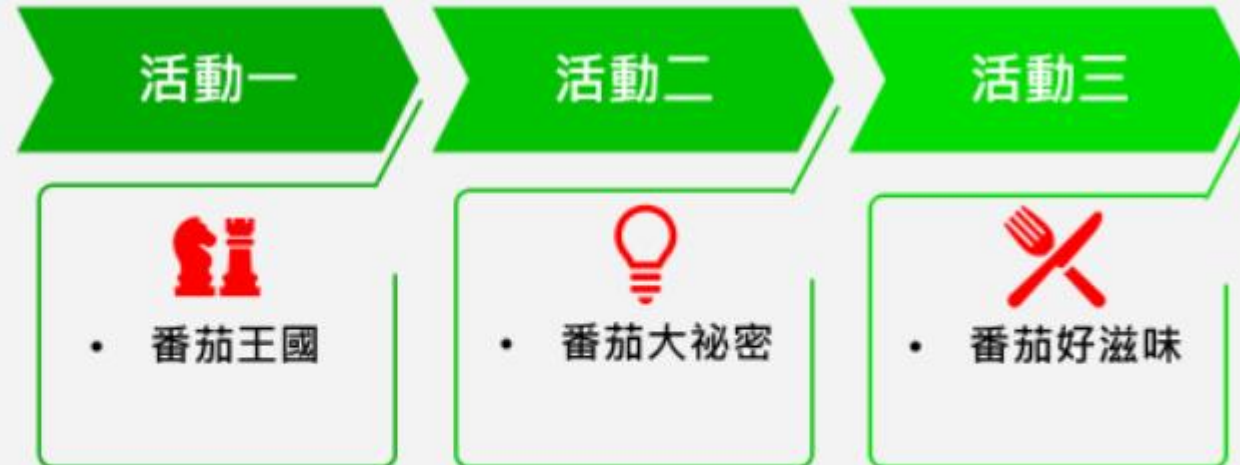 活動一
活動二
活動三
• 番茄王國
• 番茄大祕密
• 番茄好滋味